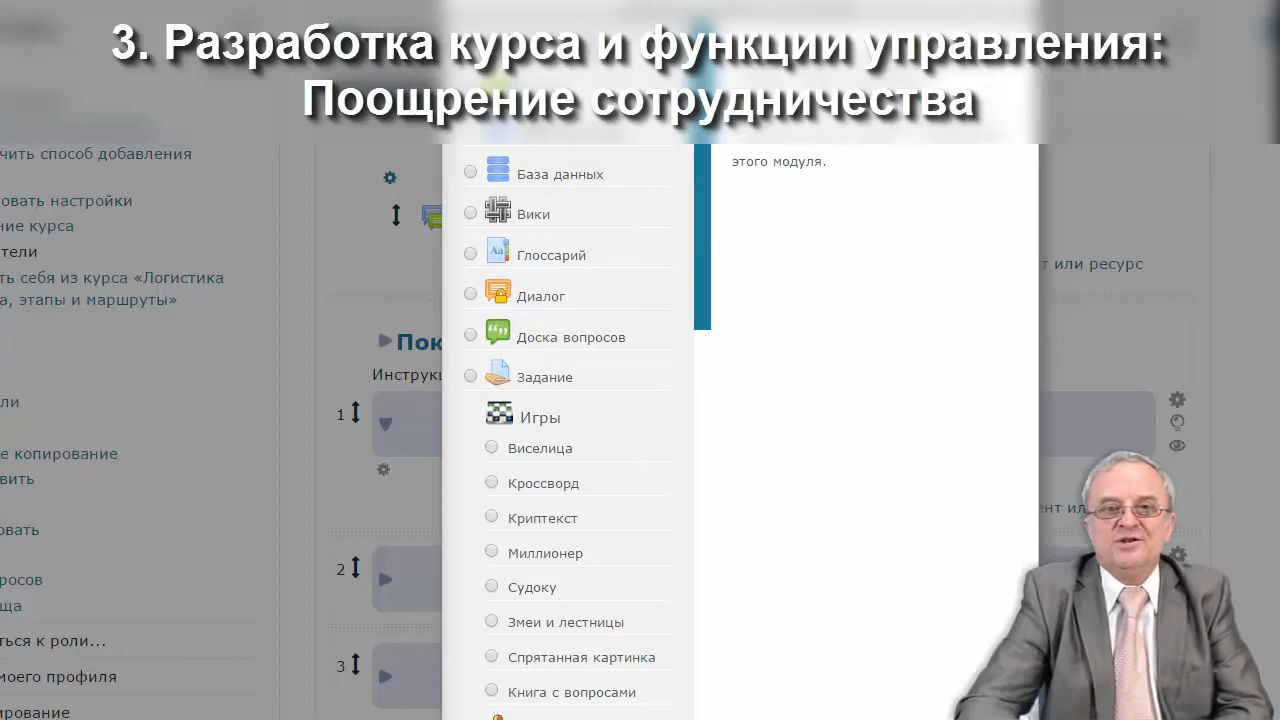 3. Разработка курса и функции управления:
Поощрение сотрудничества
чить способ добавления
овать настройки
ние курса
тели
ть себя из курса «Логистика
а, этапы и маршруты»
ли
е копирование
вить
овать
росов
ща
ться к роли...
моего профиля
ирование
Пок
Инструкц
1
2
3
База данных
Вики
Глоссарий
Диалог
Доска вопросов
Задание
Игры
Виселица
Кроссворд
Криптекст
Миллионер
Судоку
Змеи и лестницы
Спрятанная картинка
Книга с вопросами
этого модуля.
т или ресурс
ент ил